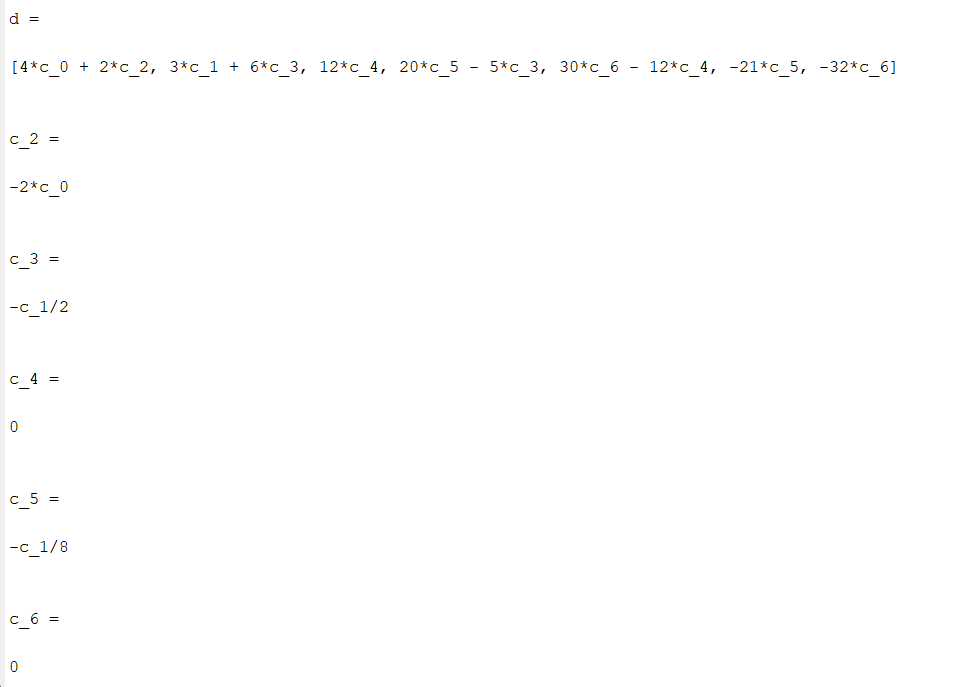 d =
[4*c_0 + 2*c_2, 3*c_1 + 6*c_3, 12*c_4, 20*c_5 - 5*c_3, 30*c_6 - 12*c_4, -21*c_5, -32*c_6]
c_2 =
-2*c_0
c_3 =
-c_1/2
c_4 =
0
c_5 =
-c_1/8
c_6 =
0